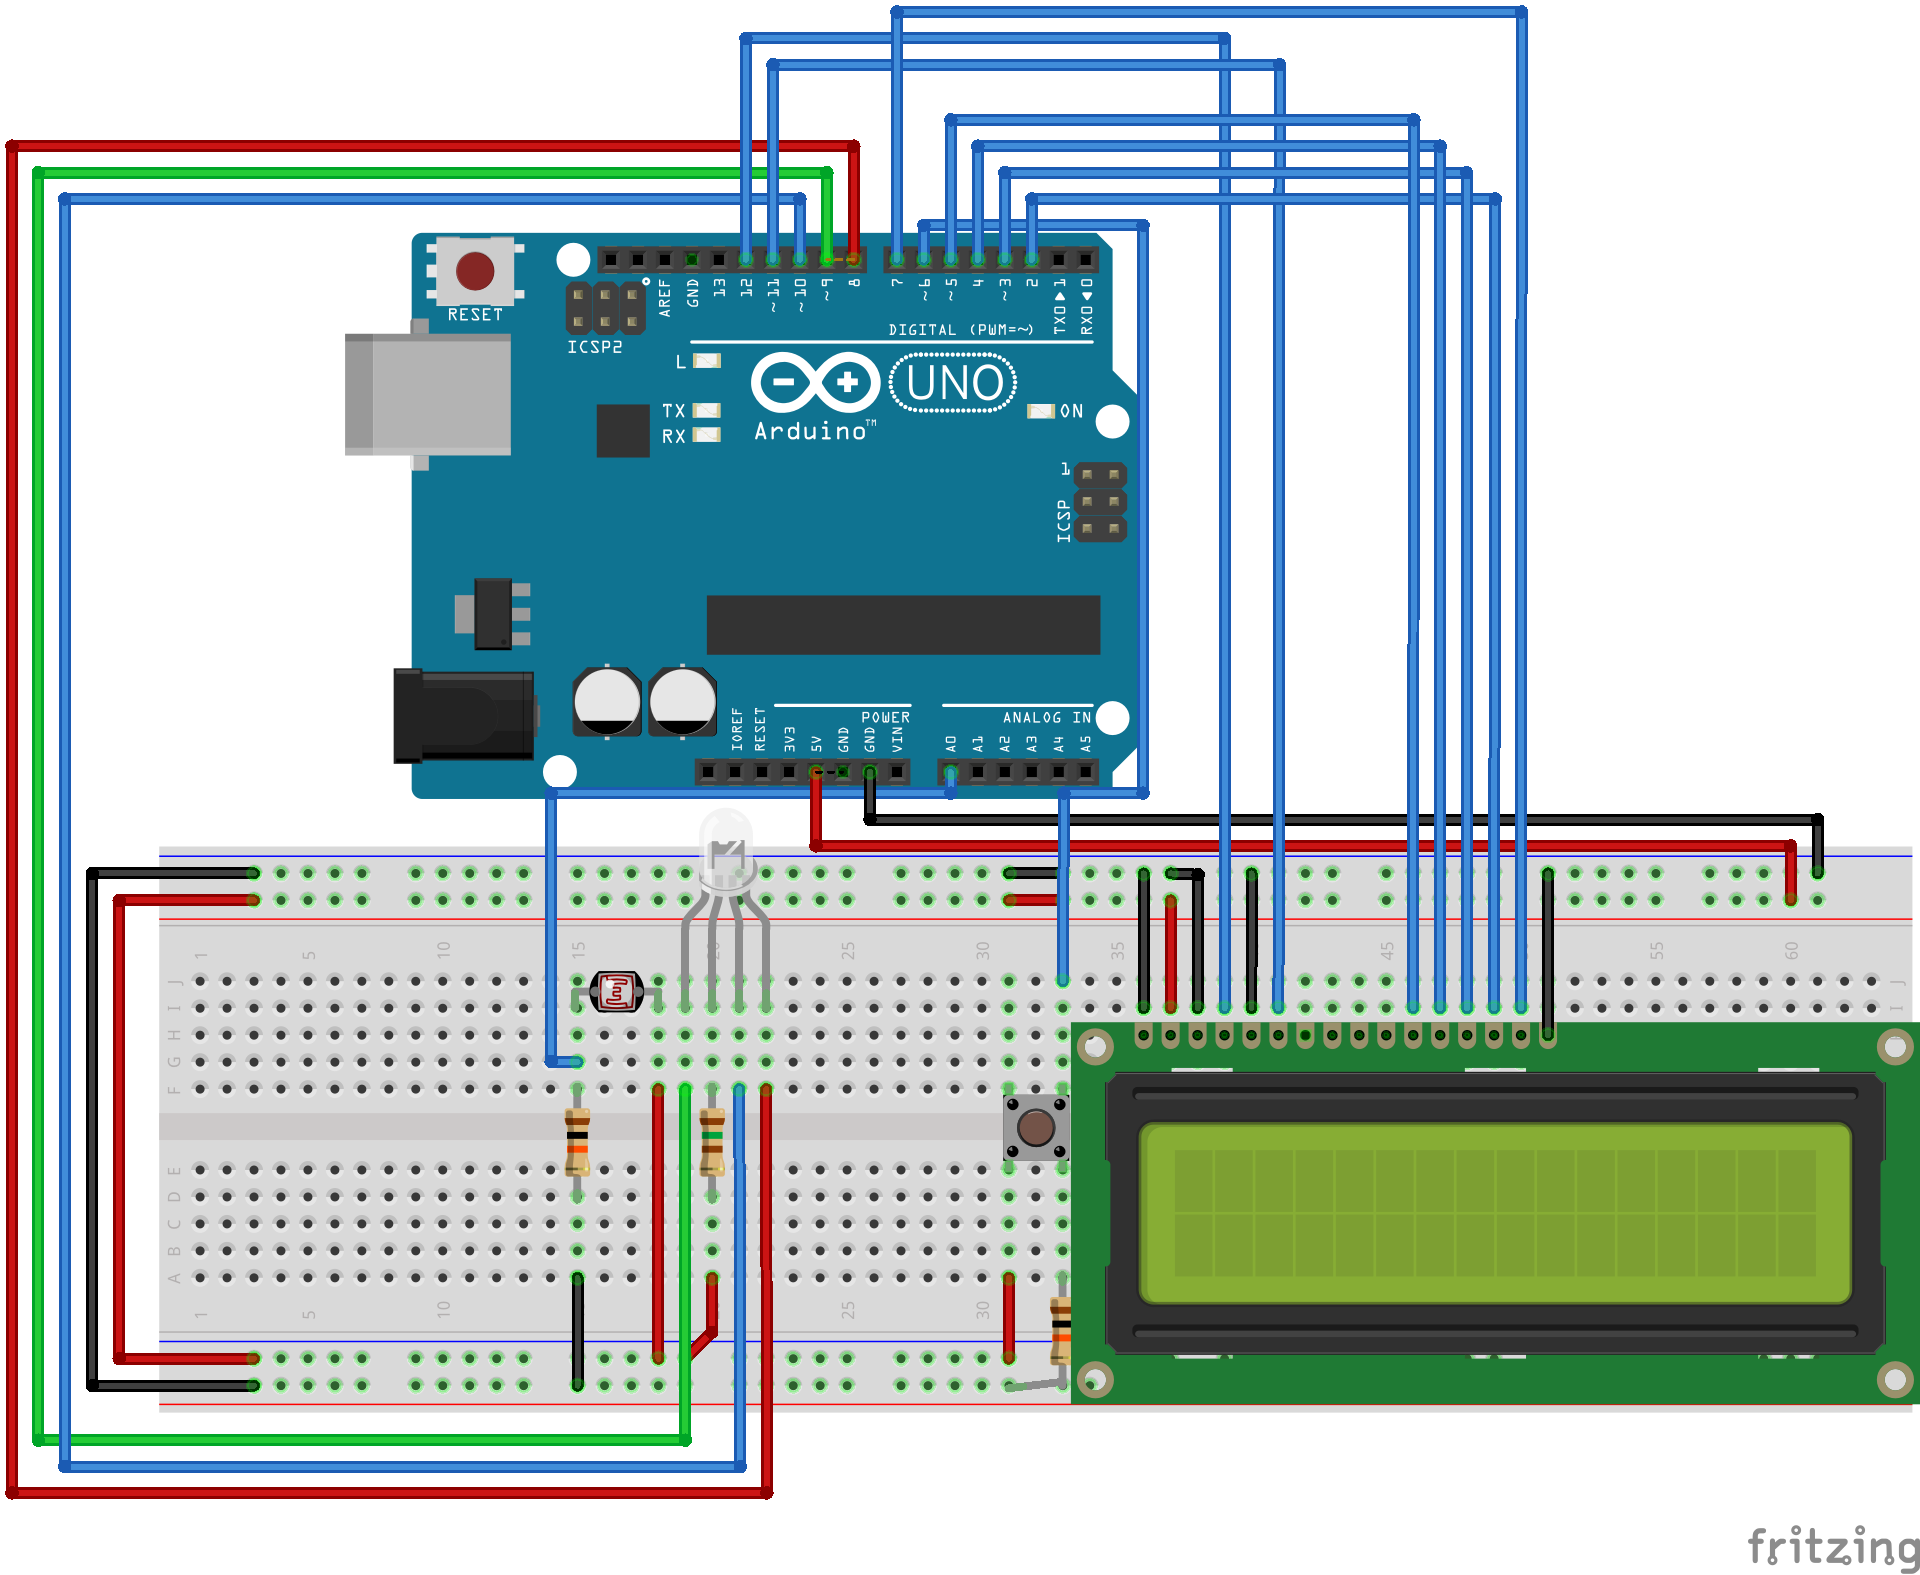 RESET
ICSP2
AREF
GND
13
12
~11
~10
~9
8
7
~6
~5
4
~3
2
TX0▶1
RX0◀0
DIGITAL (PWM=~)
L
TX
RX
UNO
Arduino™
ON
1
ICSP
IOREF
RESET
3V3
5V
GND
GND
VIN
POWER
A0
A1
A2
A3
A4
A5
ANALOG IN
1
5
10
15
20
25
30
35
45
55
60
J
I
H
G
F
J
I
E
D
C
B
A
1
5
10
25
30
fritzing